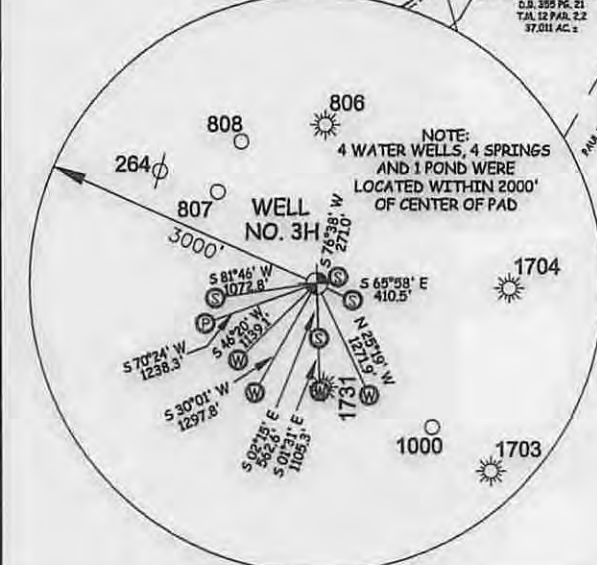 D.B. 355 PG. 21
T.M. 12 PAR. 2.2
37.011 AC.±
806
808
264
807
NOTE:
4 WATER WELLS, 4 SPRINGS
AND 1 POND WERE
LOCATED WITHIN 2000'
OF CENTER OF PAD
WELL
NO. 3H
3000'
S 76°38' W
271.0'
S 65°58' E
410.5'
1704
S 81°46' W
1072.8'
S
S
S
S
P
W
W
W
W
S 70°24' W
1238.3'
S 46°20' W
1139.1'
S 30°01' W
1297.8'
S 02°15' E
562.6'
S 01°31' E
1105.3'
N 25°19' W
1271.9'
1731
1000
1703